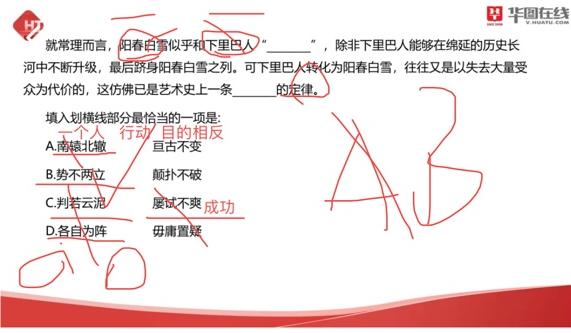 HT
华图在线
WWW.V.HUATU.COM
就常理而言，阳春白雪似乎和下里巴人“______”，除非下里巴人能够在绵延的历史长
河中不断升级，最后跻身阳春白雪之列。可下里巴人转化为阳春白雪，往往又是以失去大量受
众为代价的，这仿佛已是艺术史上一条______的定律。
填入划横线部分最恰当的一项是:
一个人 行动 目的相反
A.南辕北辙 亘古不变
B.势不两立 颠扑不破
C.判若云泥 屡试不爽 成功
D.各自为阵 毋庸置疑
A B